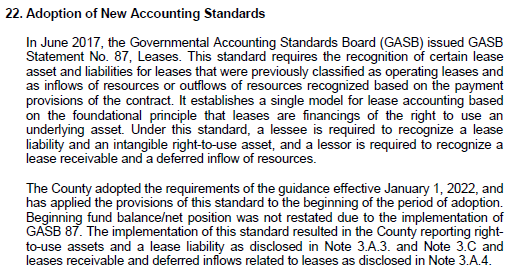 22. Adoption of New Accounting Standards
In June 2017, the Governmental Accounting Standards Board (GASB) issued GASB
Statement No. 87, Leases. This standard requires the recognition of certain lease
asset and liabilities for leases that were previously classified as operating leases and
as inflows of resources or outflows of resources recognized based on the payment
provisions of the contract. It establishes a single model for lease accounting based
on the foundational principle that leases are financings of the right to use an
underlying asset. Under this standard, a lessee is required to recognize a lease
liability and an intangible right-to-use asset, and a lessor is required to recognize a
lease receivable and a deferred inflow of resources.
The County adopted the requirements of the guidance effective January 1, 2022, and
has applied the provisions of this standard to the beginning of the period of adoption.
Beginning fund balance/net position was not restated due to the implementation of
GASB 87. The implementation of this standard resulted in the County reporting right-
to-use assets and a lease liability as disclosed in Note 3.A.3. and Note 3.C and
leases receivable and deferred inflows related to leases as disclosed in Note 3.A.4.